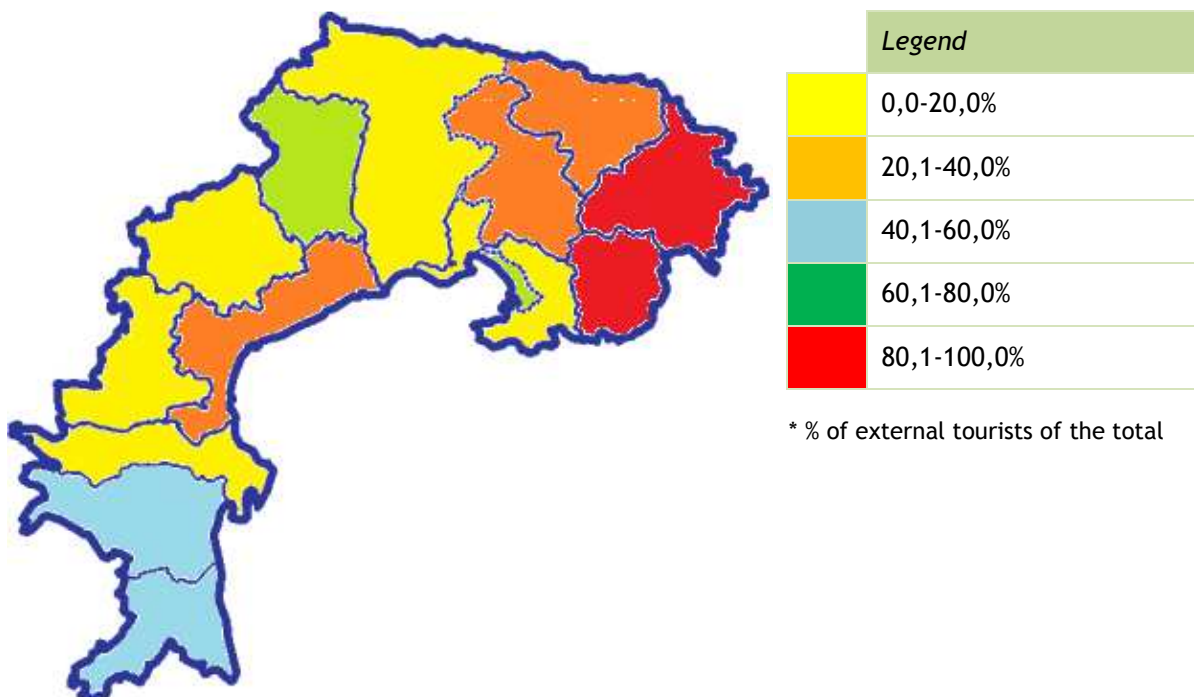 Legend
0,0-20,0%
20,1-40,0%
40,1-60,0%
60,1-80,0%
80,1-100,0%
* % of external tourists of the total